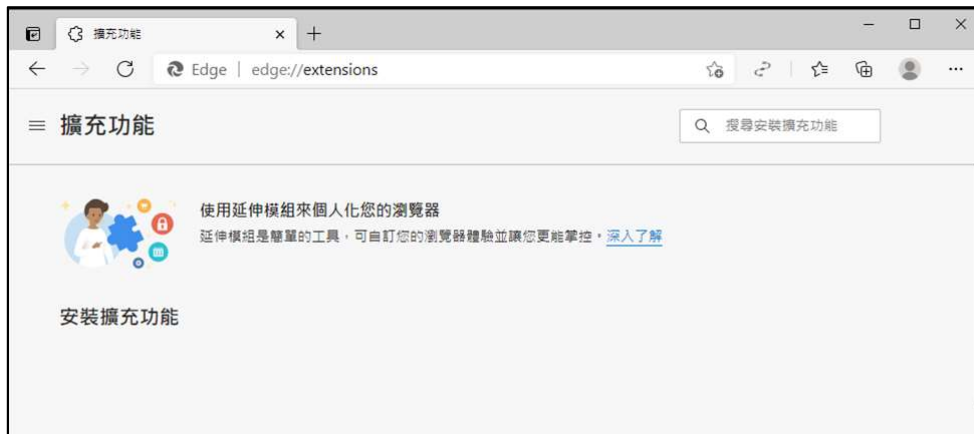 擴充功能
Edge | edge://extensions
擴充功能
搜尋安裝擴充功能
使用延伸模組來個人化您的瀏覽器
延伸模組是簡單的工具，可自訂您的瀏覽器體驗並讓您更能掌控。深入了解
安裝擴充功能